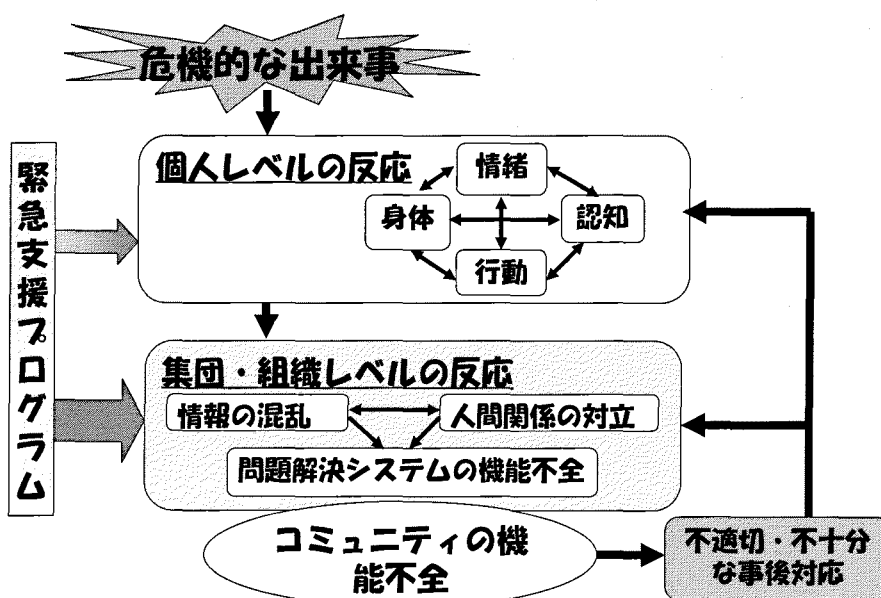 危機的な出来事
緊急支援プログラム
個人レベルの反応
情緒
身体
認知
行動
集団・組織レベルの反応
情報の混乱
人間関係の対立
問題解決システムの機能不全
コミュニティの機
能不全
不適切・不十分
な事後対応